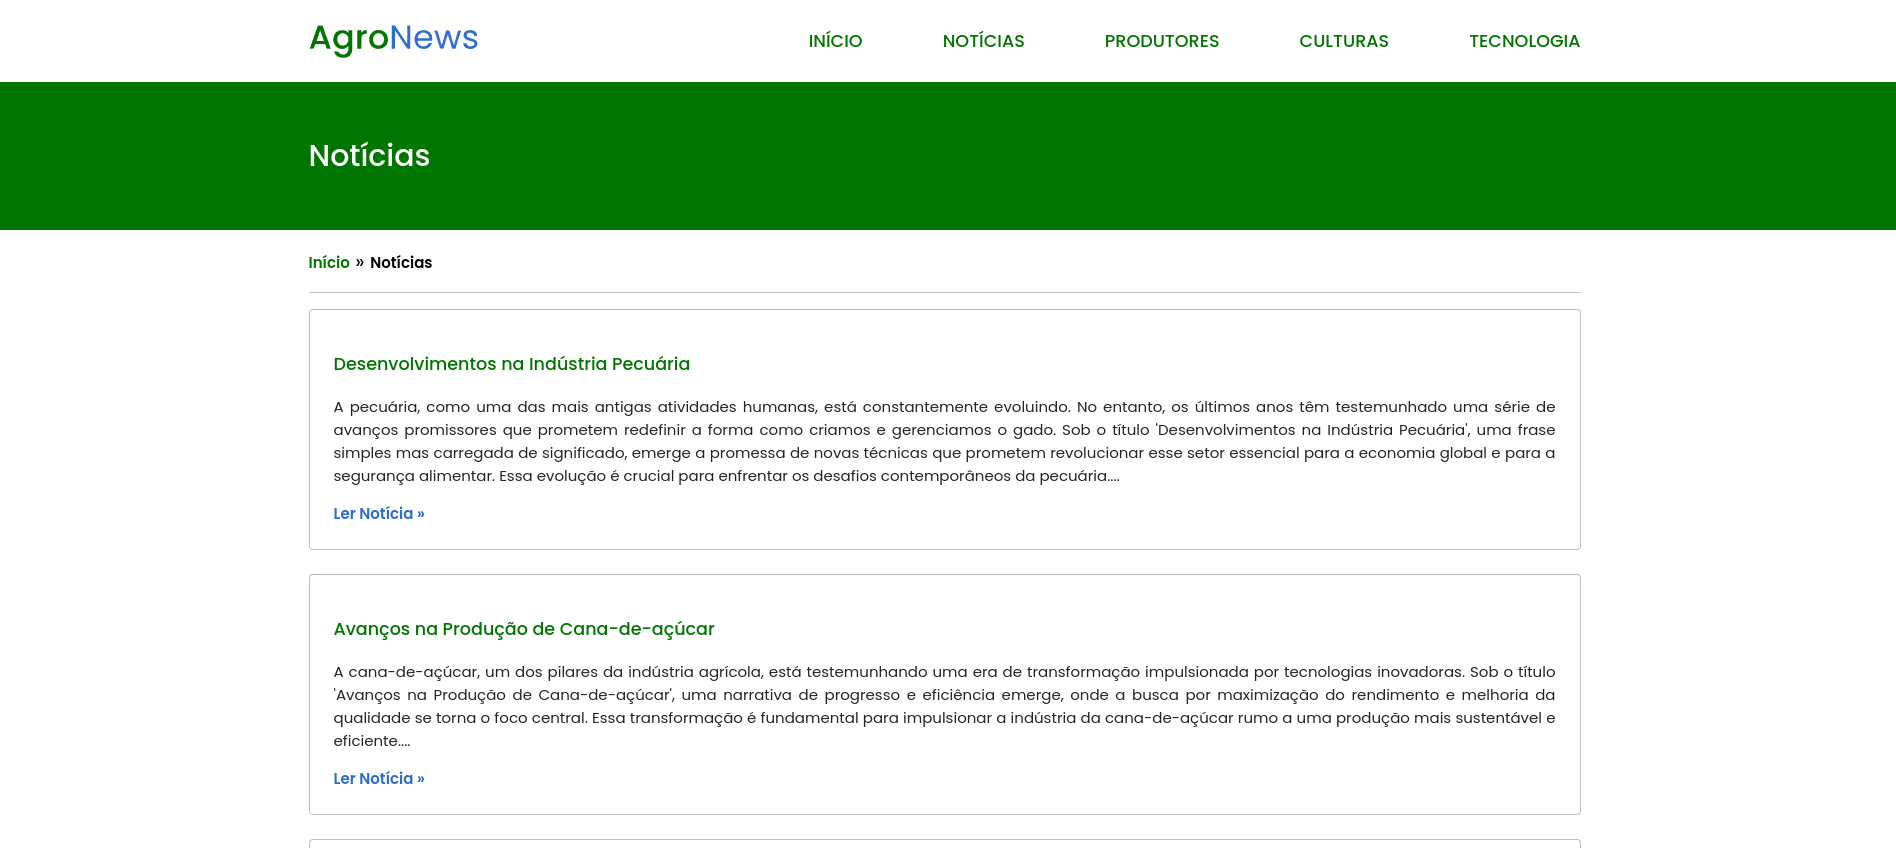 AgroNews
INÍCIO NOTÍCIAS PRODUTORES CULTURAS TECNOLOGIA
Notícias
Início » Notícias
Desenvolvimentos na Indústria Pecuária
A pecuária, como uma das mais antigas atividades humanas, está constantemente evoluindo. No entanto, os últimos anos têm testemunhado uma série de
avanços promissores que prometem redefinir a forma como criamos e gerenciamos o gado. Sob o título 'Desenvolvimentos na Indústria Pecuária', uma frase
simples mas carregada de significado, emerge a promessa de novas técnicas que prometem revolucionar esse setor essencial para a economia global e para a
segurança alimentar. Essa evolução é crucial para enfrentar os desafios contemporâneos da pecuária....
Ler Notícia »
Avanços na Produção de Cana-de-açúcar
A cana-de-açúcar, um dos pilares da indústria agrícola, está testemunhando uma era de transformação impulsionada por tecnologias inovadoras. Sob o título
'Avanços na Produção de Cana-de-açúcar', uma narrativa de progresso e eficiência emerge, onde a busca por maximização do rendimento e melhoria da
qualidade se torna o foco central. Essa transformação é fundamental para impulsionar a indústria da cana-de-açúcar rumo a uma produção mais sustentável e
eficiente....
Ler Notícia »